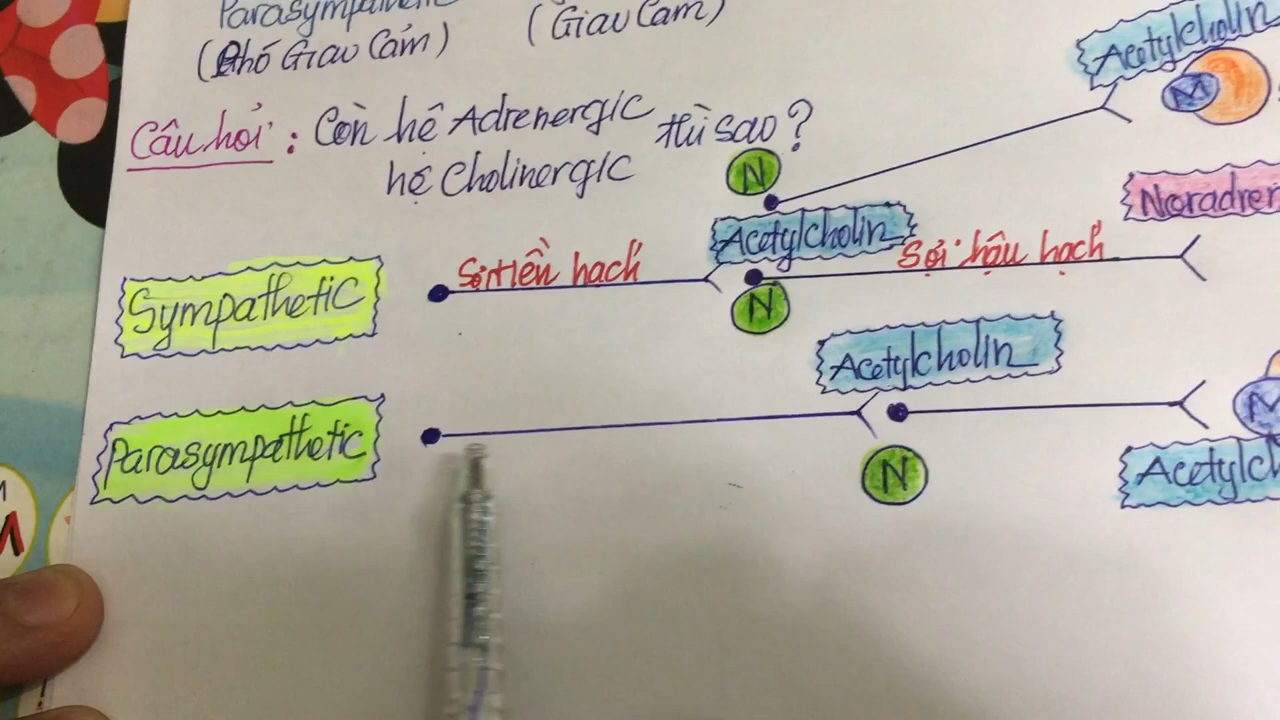 Parasympathetic
(Phó Giao Cảm) (Giao Cảm)
Câu hỏi: Còn hệ Adrenergic thì sao?
hệ Cholinergic
Acetylcholin
M
N
Noradren
Acetylcholin
Sympathetic
Sợi tiền hạch
Sợi hậu hạch
N
Acetylcholin
Parasympathetic
M
N
Acetylch